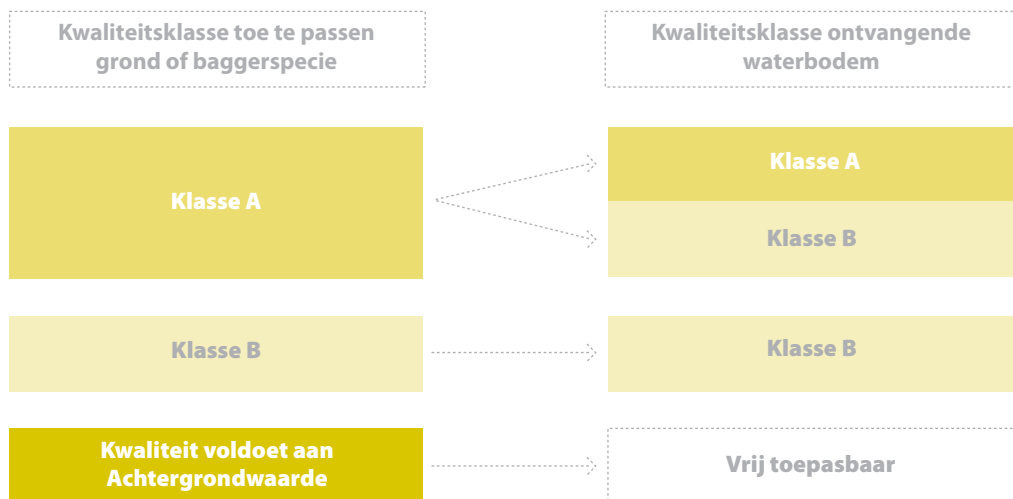 Kwaliteitsklasse toe te passen
grond of baggerspecie
Kwaliteitsklasse ontvangende
waterbodem
Klasse A
Klasse A
Klasse B
Klasse B
Klasse B
Kwaliteit voldoet aan
Achtergrondwaarde
Vrij toepasbaar